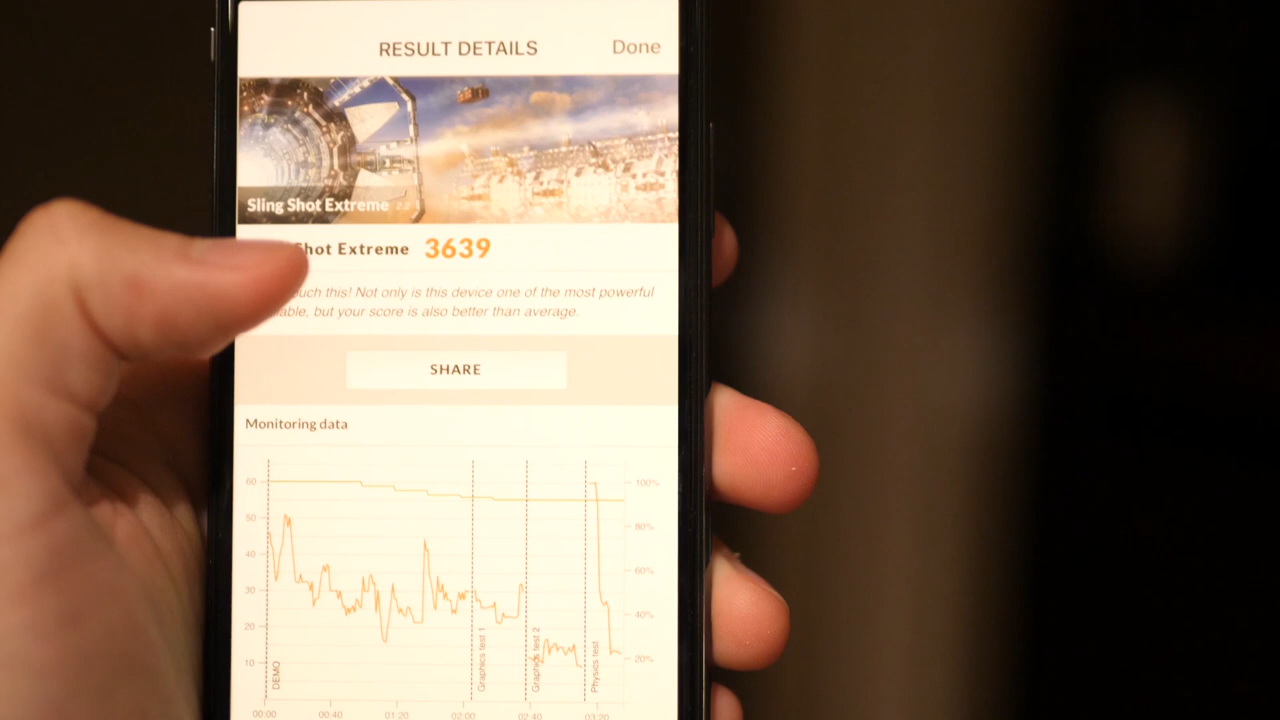 RESULT DETAILS Done
Sling Shot Extreme 2.2
Shot Extreme 3639
ouch this! Not only is this device one of the most powerful
able, but your score is also better than average.
SHARE
Monitoring data
60 100%
50
80%
40
60%
30
40%
20
20%
10
DEMO
Graphics test 1
Graphics test 2
Physics test
00:00 00:40 01:20 02:00 02:40 03:20